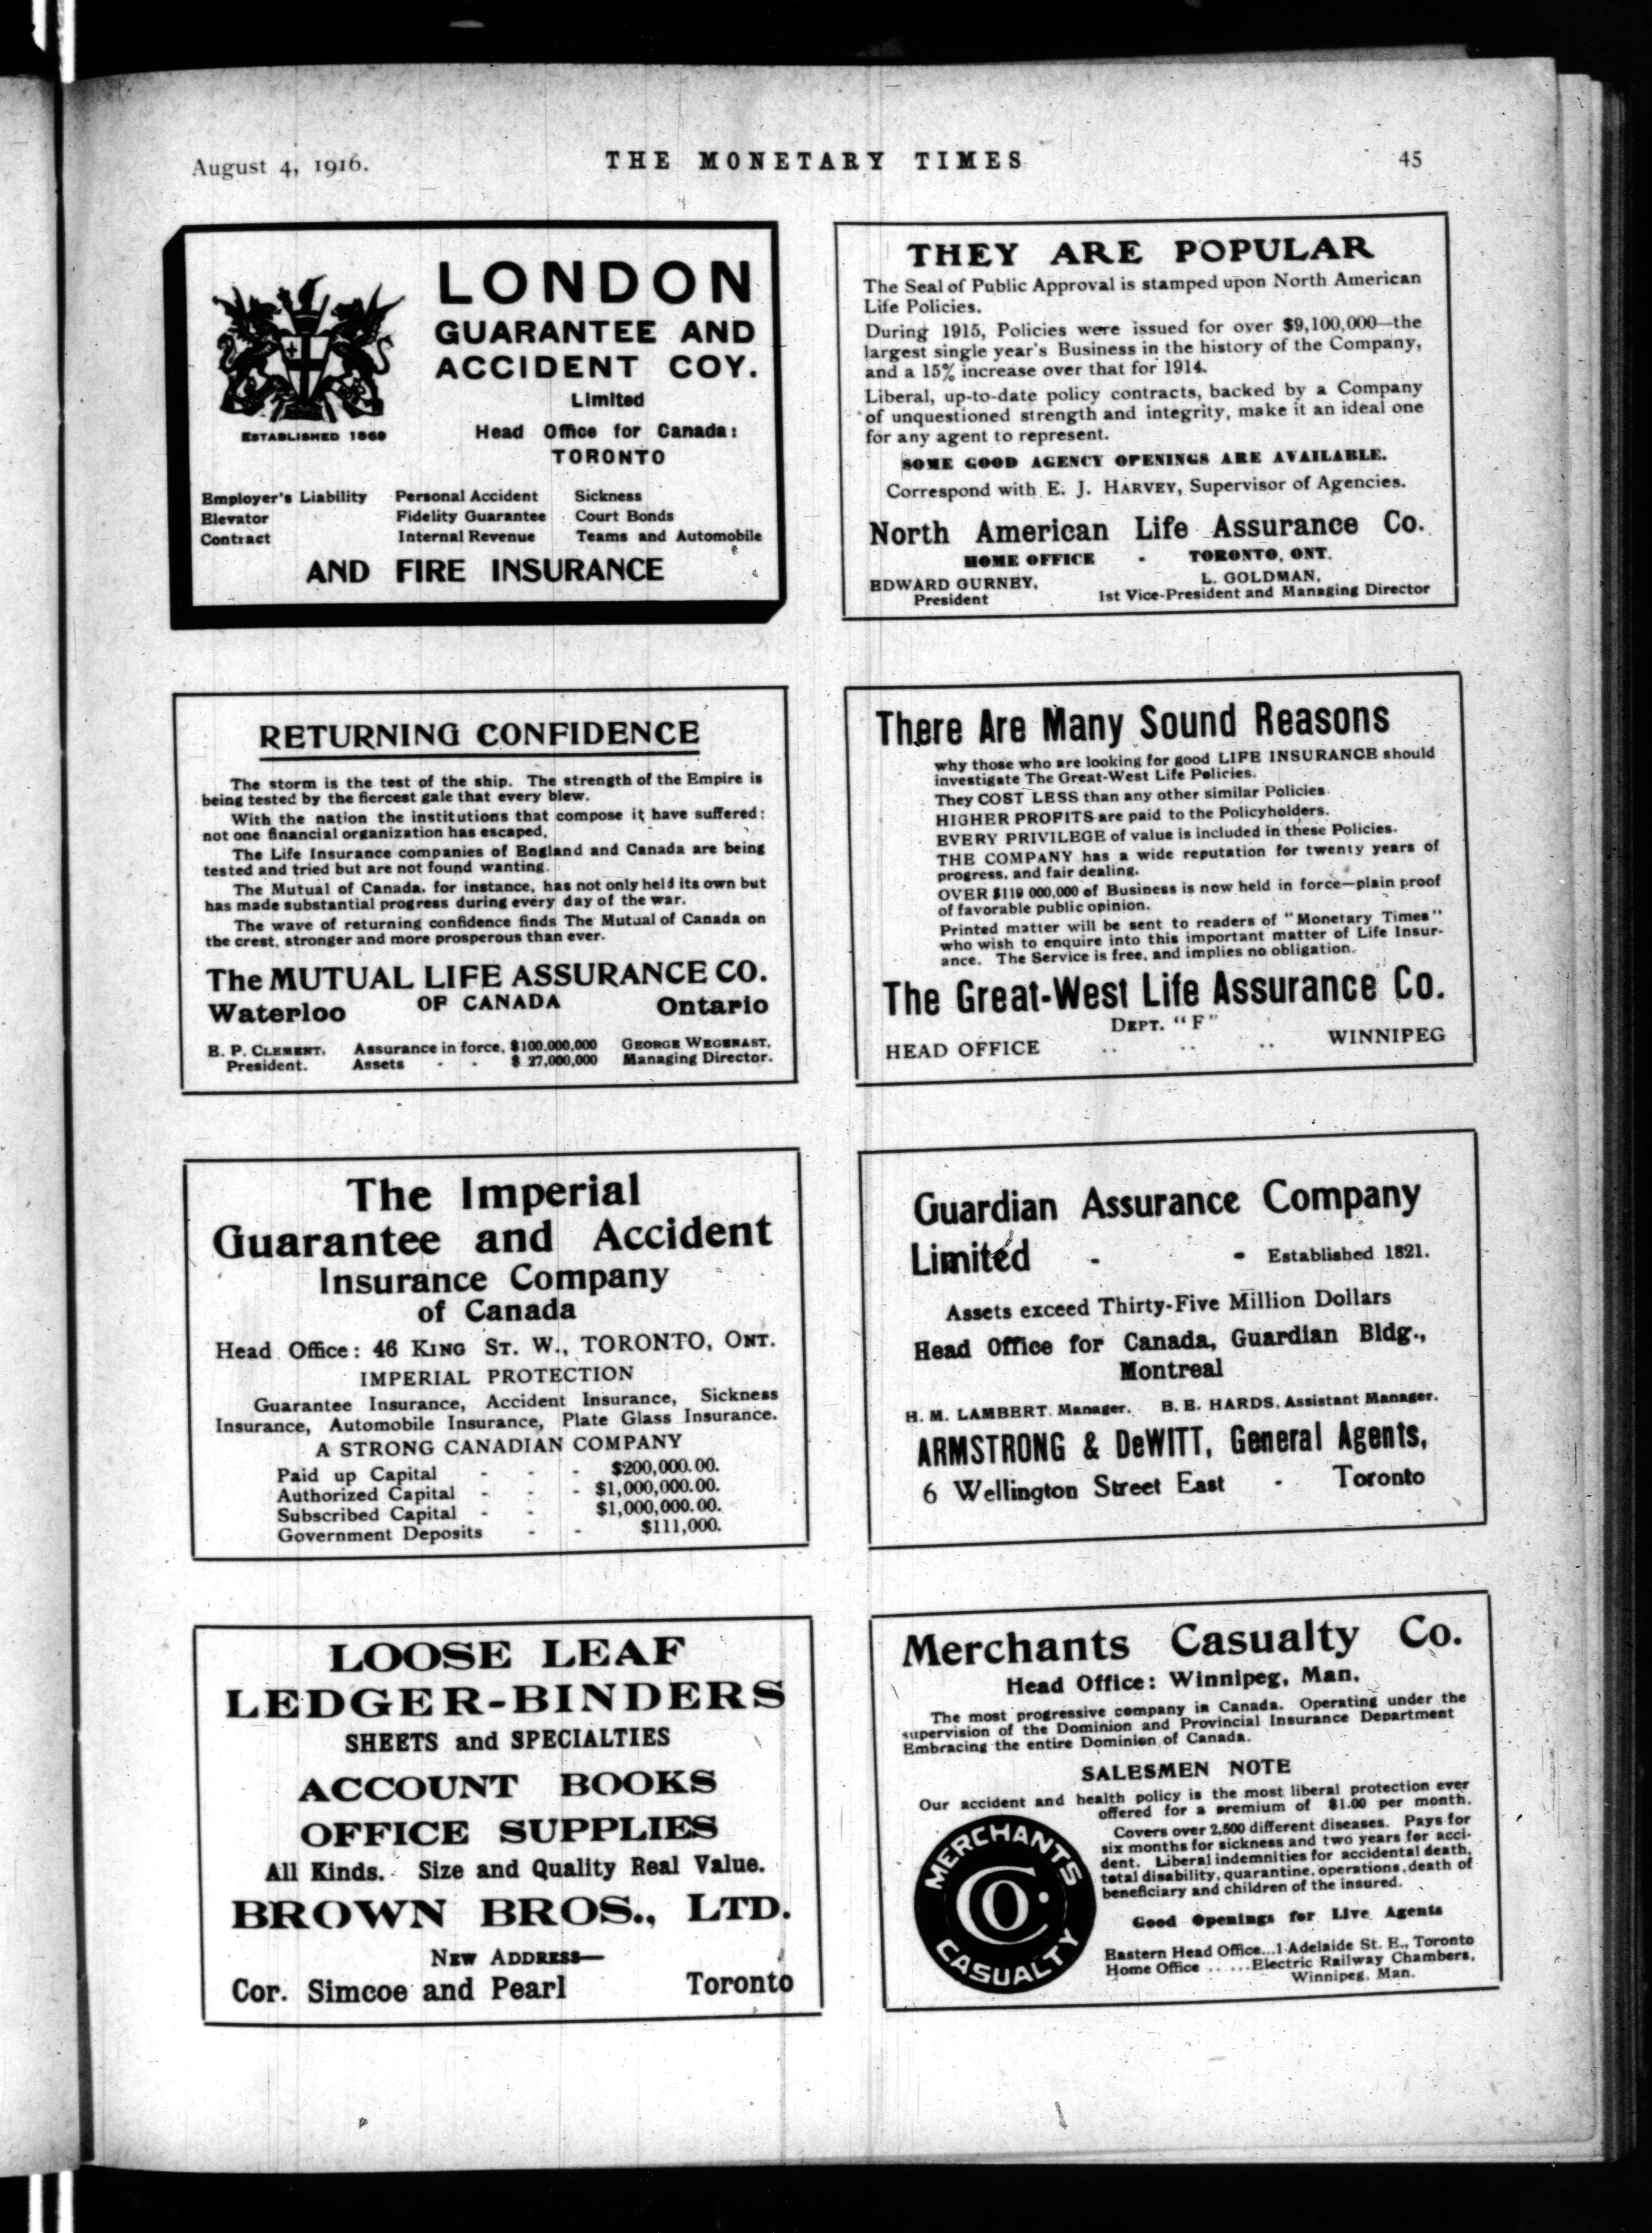 August 4, 1916.
THE MONETARY TIMES
45
LONDON
GUARANTEE AND
ACCIDENT COY.
Limited
ESTABLISHED 1869
Head Office for Canada:
TORONTO
Employer's Liability Personal Accident Sickness
Elevator Fidelity Guarantee Court Bonds
Contract Internal Revenue Teams and Automobile
AND FIRE INSURANCE
THEY ARE POPULAR
The Seal of Public Approval is stamped upon North American
Life Policies.
During 1915, Policies were issued for over $9,100,000—the
largest single year's Business in the history of the Company,
and a 15% increase over that for 1914.
Liberal, up-to-date policy contracts, backed by a Company
of unquestioned strength and integrity, make it an ideal one
for any agent to represent.
SOME GOOD AGENCY OPENINGS ARE AVAILABLE.
Correspond with E. J. HARVEY, Supervisor of Agencies.
North American Life Assurance Co.
HOME OFFICE - TORONTO, ONT.
EDWARD GURNEY, L. GOLDMAN,
President 1st Vice-President and Managing Director
RETURNING CONFIDENCE
The storm is the test of the ship. The strength of the Empire is
being tested by the fiercest gale that every blew.
With the nation the institutions that compose it have suffered;
not one financial organization has escaped.
The Life Insurance companies of England and Canada are being
tested and tried but are not found wanting.
The Mutual of Canada, for instance, has not only held its own but
has made substantial progress during every day of the war.
The wave of returning confidence finds The Mutual of Canada on
the crest, stronger and more prosperous than ever.
The MUTUAL LIFE ASSURANCE CO.
Waterloo OF CANADA Ontario
E. P. CLEMENT, Assurance in force, $100,000,000 GEORGE WEGENAST,
President. Assets - - $ 27,000,000 Managing Director.
There Are Many Sound Reasons
why those who are looking for good LIFE INSURANCE should
investigate The Great-West Life Policies.
They COST LESS than any other similar Policies.
HIGHER PROFITS are paid to the Policyholders.
EVERY PRIVILEGE of value is included in these Policies.
THE COMPANY has a wide reputation for twenty years of
progress, and fair dealing.
OVER $119 000,000 of Business is now held in force—plain proof
of favorable public opinion.
Printed matter will be sent to readers of "Monetary Times"
who wish to enquire into this important matter of Life Insur-
ance. The Service is free, and implies no obligation.
The Great-West Life Assurance Co.
DEPT. "F"
HEAD OFFICE .. .. .. WINNIPEG
The Imperial
Guarantee and Accident
Insurance Company
of Canada
Head Office: 46 KING ST. W., TORONTO, ONT.
IMPERIAL PROTECTION
Guarantee Insurance, Accident Insurance, Sickness
Insurance, Automobile Insurance, Plate Glass Insurance.
A STRONG CANADIAN COMPANY
Paid up Capital - - - $200,000.00.
Authorized Capital - - - $1,000,000.00.
Subscribed Capital - - $1,000,000.00.
Government Deposits - - $111,000.
Guardian Assurance Company
Limited - - Established 1821.
Assets exceed Thirty-Five Million Dollars
Head Office for Canada, Guardian Bldg.,
Montreal
H. M. LAMBERT, Manager. B. E. HARDS, Assistant Manager.
ARMSTRONG & DeWITT, General Agents,
6 Wellington Street East - Toronto
LOOSE LEAF
LEDGER-BINDERS
SHEETS and SPECIALTIES
ACCOUNT BOOKS
OFFICE SUPPLIES
All Kinds. Size and Quality Real Value.
BROWN BROS., LTD.
NEW ADDRESS—
Cor. Simcoe and Pearl Toronto
Merchants Casualty Co.
Head Office: Winnipeg, Man.
The most progressive company in Canada. Operating under the
supervision of the Dominion and Provincial Insurance Department
Embracing the entire Dominion of Canada.
SALESMEN NOTE
Our accident and health policy is the most liberal protection ever
offered for a premium of $1.00 per month.
Covers over 2,500 different diseases. Pays for
six months for sickness and two years for acci-
dent. Liberal indemnities for accidental death,
total disability, quarantine, operations, death of
beneficiary and children of the insured.
Good Openings for Live Agents
Eastern Head Office...1 Adelaide St. E., Toronto
Home Office ......Electric Railway Chambers,
Winnipeg, Man.
MERCHANTS
Co.
CASUALTY